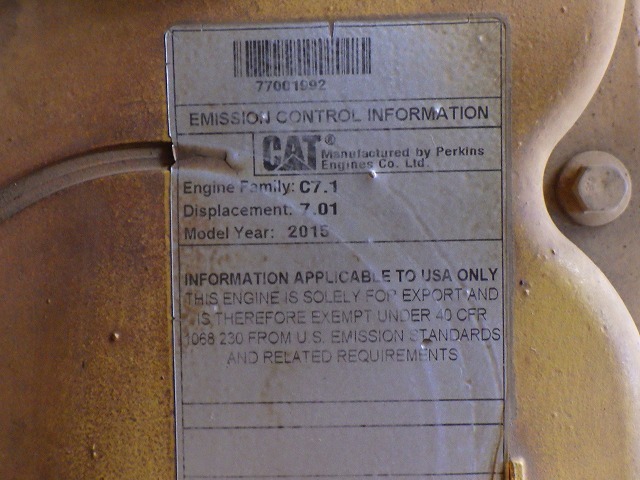 77001992
EMISSION CONTROL INFORMATION
CAT® Manufactured by Perkins
Engines Co. Ltd.
Engine Family: C7.1
Displacement: 7.01
Model Year: 2015
INFORMATION APPLICABLE TO USA ONLY
THIS ENGINE IS SOLELY FOR EXPORT AND
IS THEREFORE EXEMPT UNDER 40 CFR
1068.230 FROM U.S. EMISSION STANDARDS
AND RELATED REQUIREMENTS